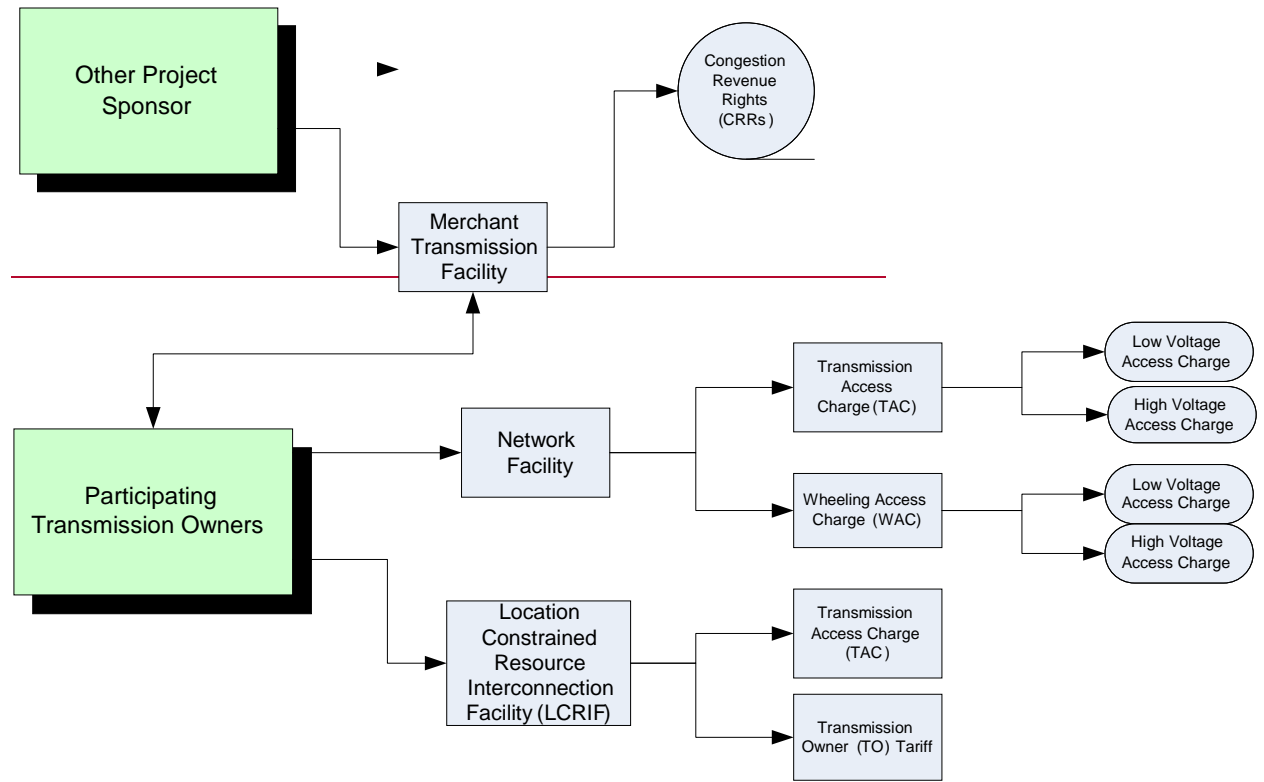 Other Project
Sponsor
Congestion
Revenue
Rights
(CRRs)
Merchant
Transmission
Facility
Participating
Transmission Owners
Network
Facility
Transmission
Access
Charge (TAC)
Low Voltage
Access Charge
High Voltage
Access Charge
Wheeling Access
Charge (WAC)
Low Voltage
Access Charge
High Voltage
Access Charge
Location
Constrained
Resource
Interconnection
Facility (LCRIF)
Transmission
Access Charge
(TAC)
Transmission
Owner (TO) Tariff